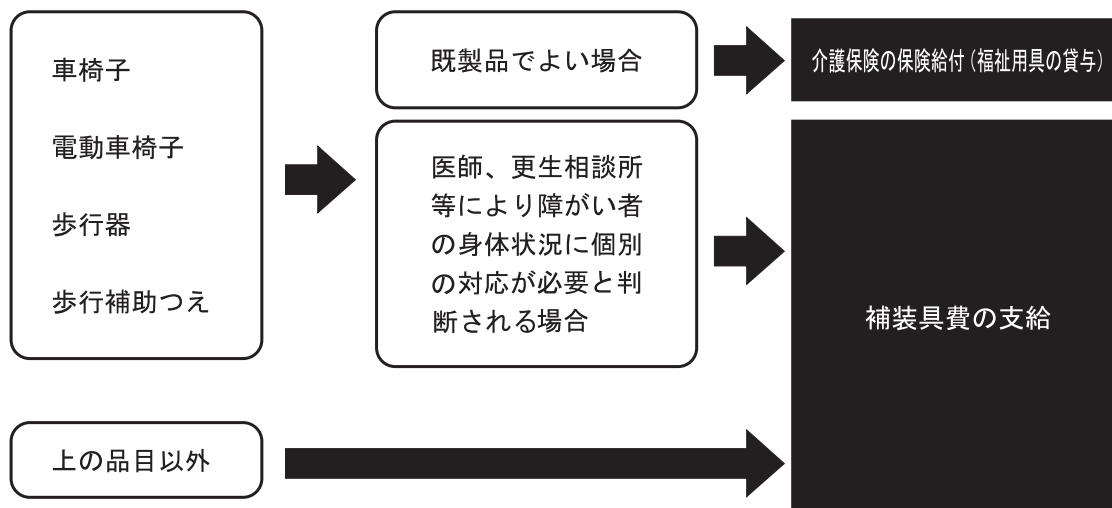 車椅子
電動車椅子
歩行器
歩行補助つえ
既製品でよい場合
介護保険の保険給付(福祉用具の貸与)
医師、更生相談所
等により障がい者
の身体状況に個別
の対応が必要と判
断される場合
補装具費の支給
上の品目以外